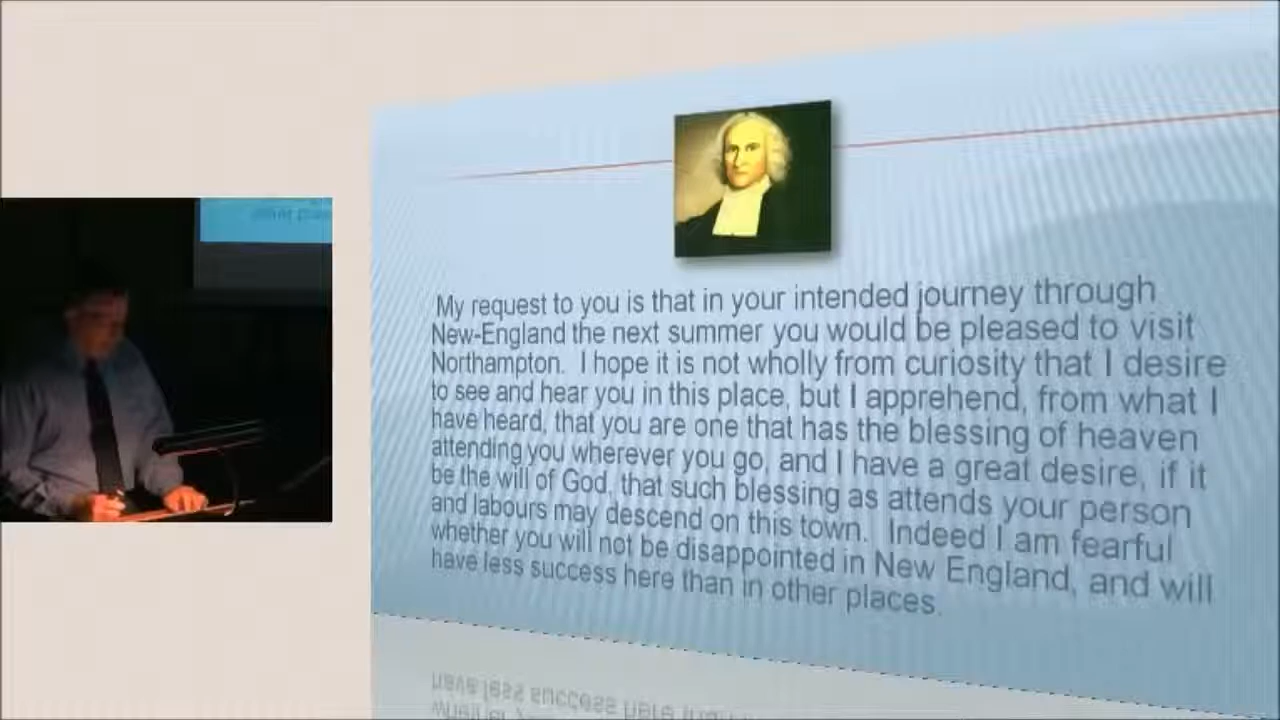 other
My request to you is that in your intended journey through
New-England the next summer you would be pleased to visit
Northampton. I hope it is not wholly from curiosity that I desire
to see and hear you in this place, but I apprehend, from what I
have heard, that you are one that has the blessing of heaven
attending you wherever you go, and I have a great desire, if it
be the will of God, that such blessing as attends your person
and labours may descend on this town. Indeed I am fearful
whether you will not be disappointed in New England, and will
have less success here than in other places.
have less success here